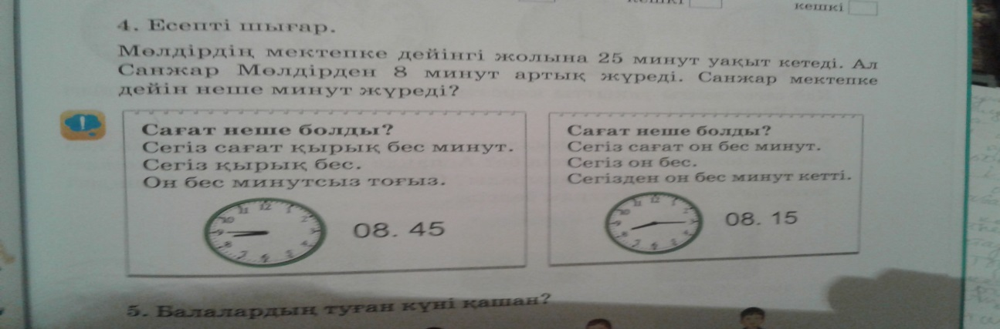 кешкі
4. Есепті шығар.
Мөлдірдің мектепке дейінгі жолына 25 минут уақыт кетеді. Ал
Санжар Мөлдірден 8 минут артық жүреді. Санжар мектепке
дейін неше минут жүреді?
Сағат неше болды?
Сегіз сағат қырық бес минут.
Сегіз қырық бес.
Он бес минутсыз тоғыз.
08. 45
Сағат неше болды?
Сегіз сағат он бес минут.
Сегіз он бес.
Сегізден он бес минут кетті.
08. 15
5. Балалардың туған күні қашан?